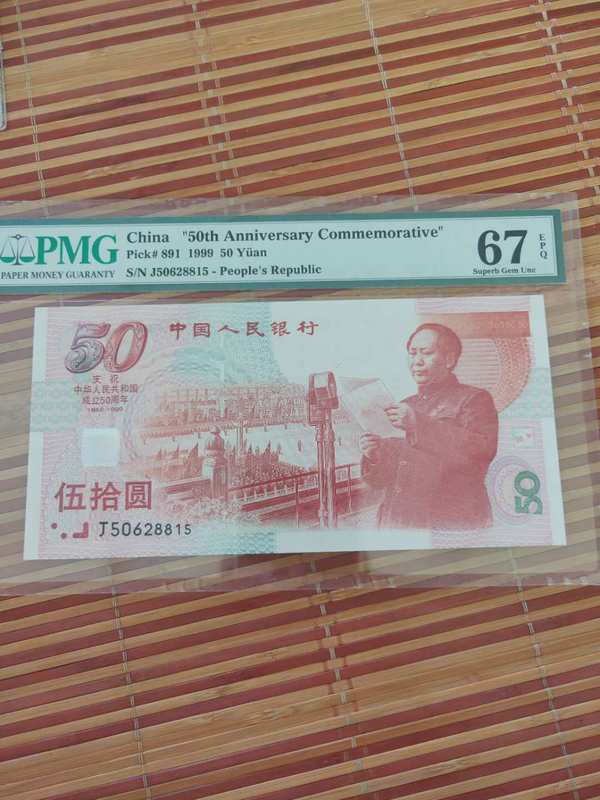 PMG
PAPER MONEY GUARANTY
China "50th Anniversary Commemorative"
Pick# 891 1999 50 Yüan
S/N J50628815 - People's Republic
67 EPQ
Superb Gem Unc
50
中国人民银行
庆祝
中华人民共和国
成立50周年
1949-1999
伍拾圆
J50628815
50